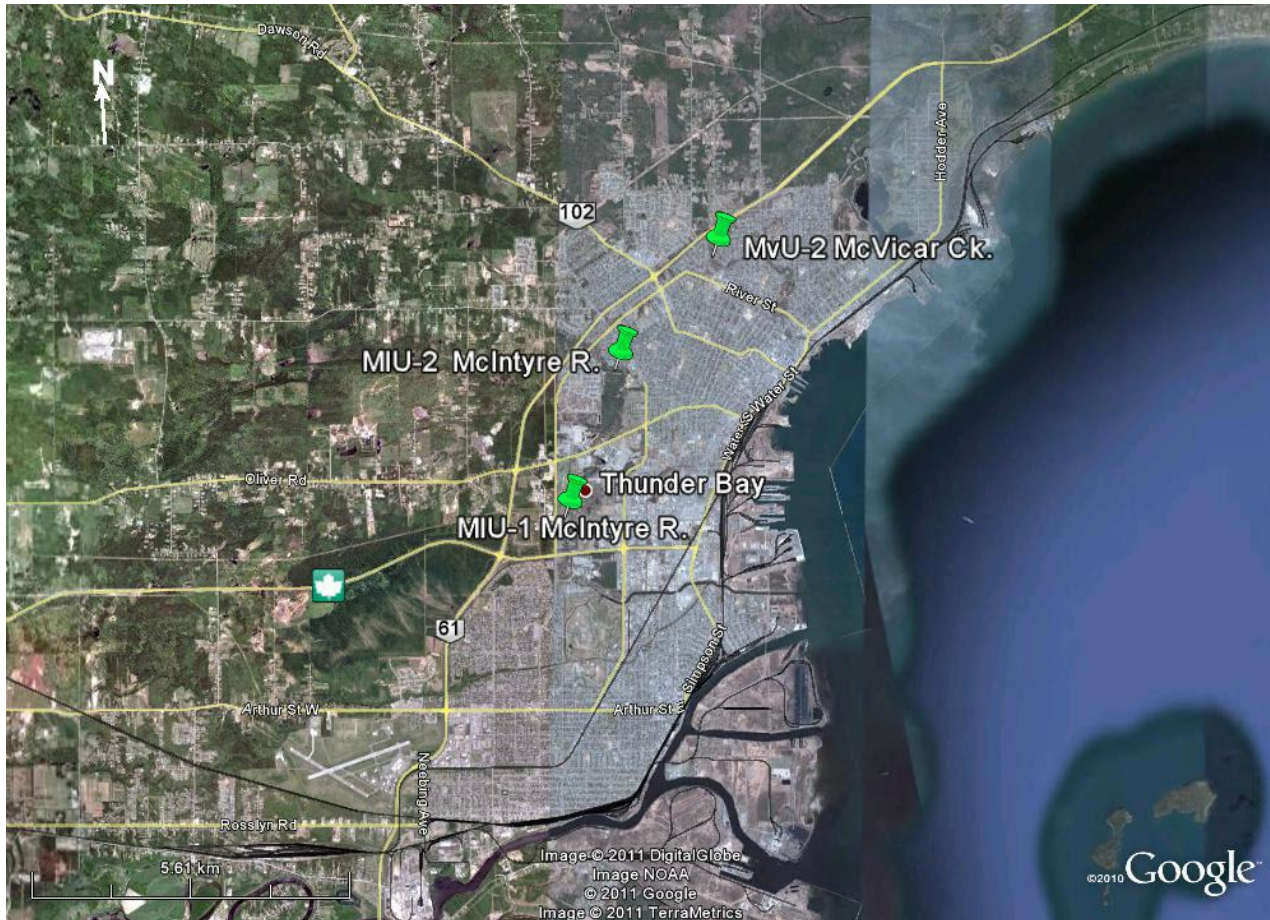 Dawson Rd
N
Hodder Ave
102
MvU-2 McVicar Ck.
River St
MIU-2 McIntyre R.
Water S Water St
Oliver Rd
Thunder Bay
MIU-1 McIntyre R.
61
Simpson St
Arthur St W
Arthur St E
Neebing Ave
Rosslyn Rd
5.61 km
Image © 2011 DigitalGlobe
Image NOAA
© 2011 Google
Image © 2011 TerraMetrics
©2010 Google